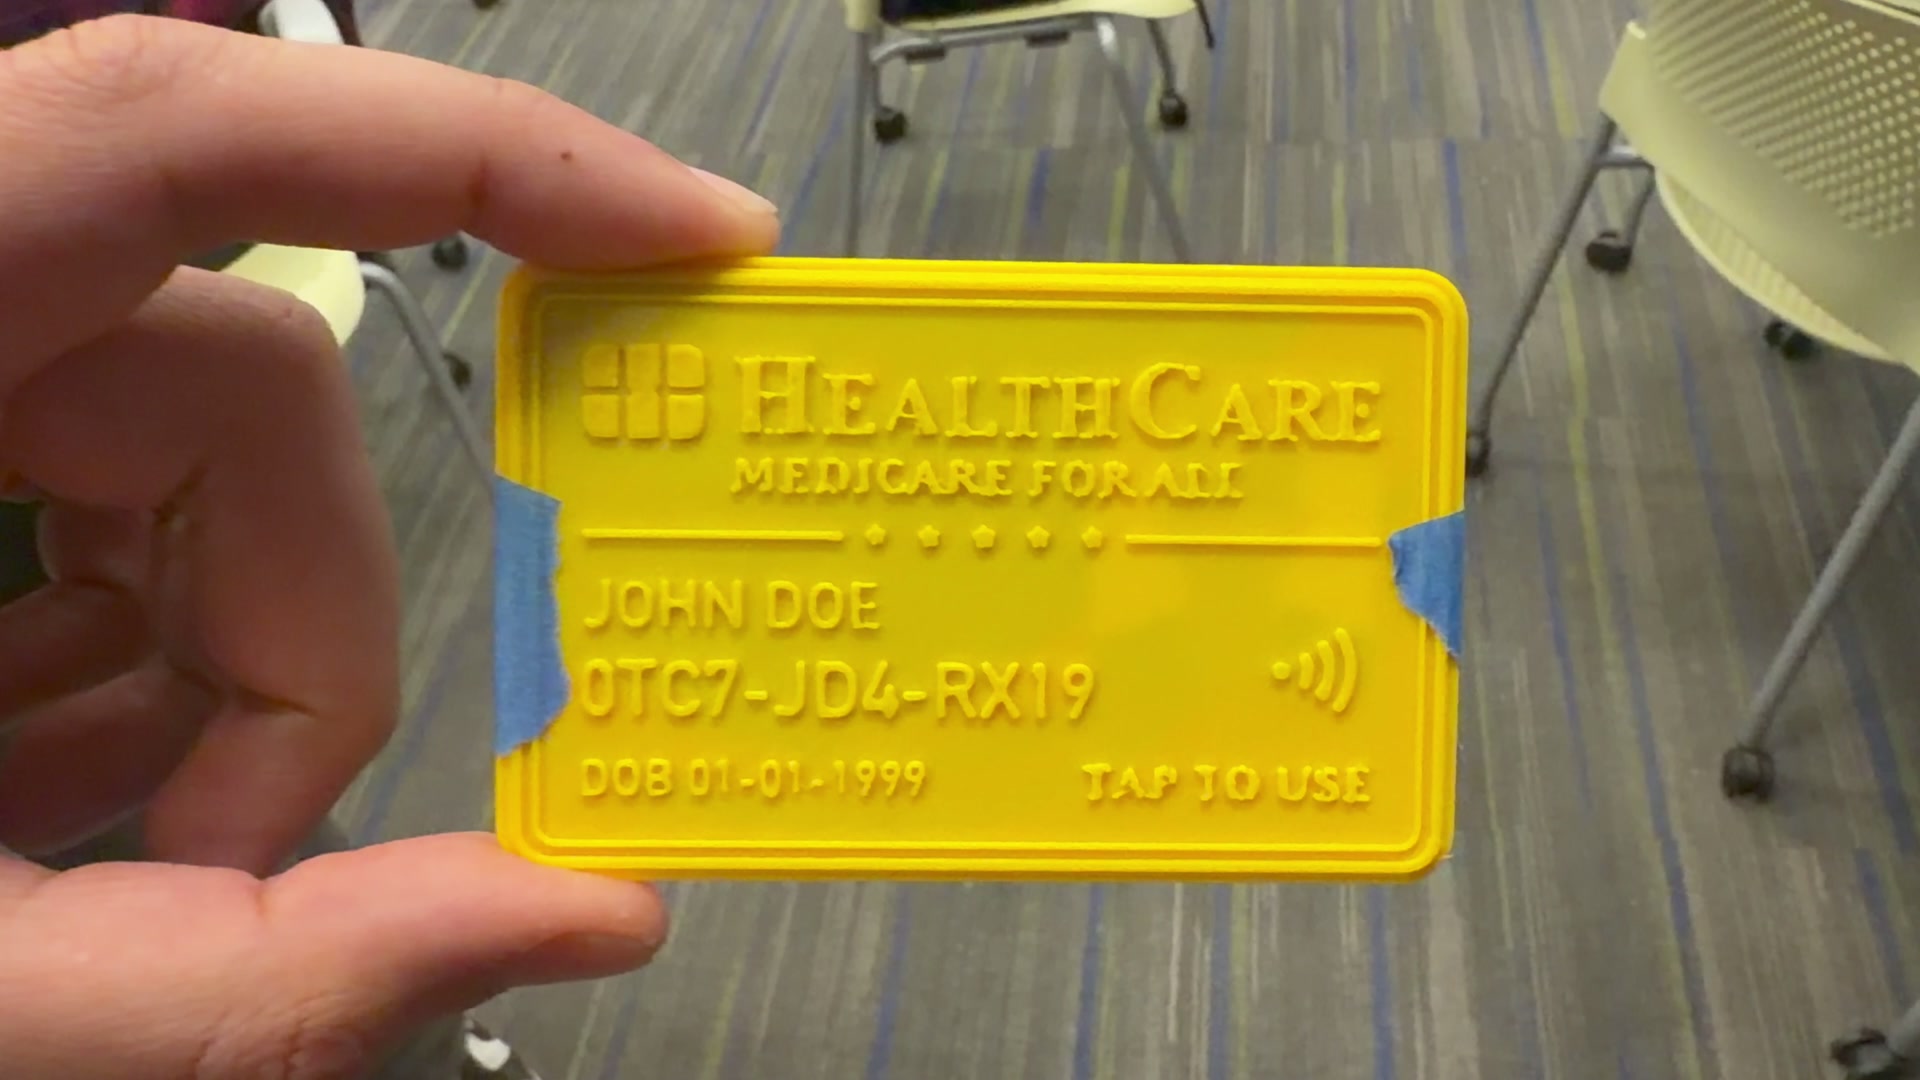 HEALTHCARE
MEDICARE FOR ALL
JOHN DOE
0TC7-JD4-RX19
DOB 01-01-1999
TAP TO USE